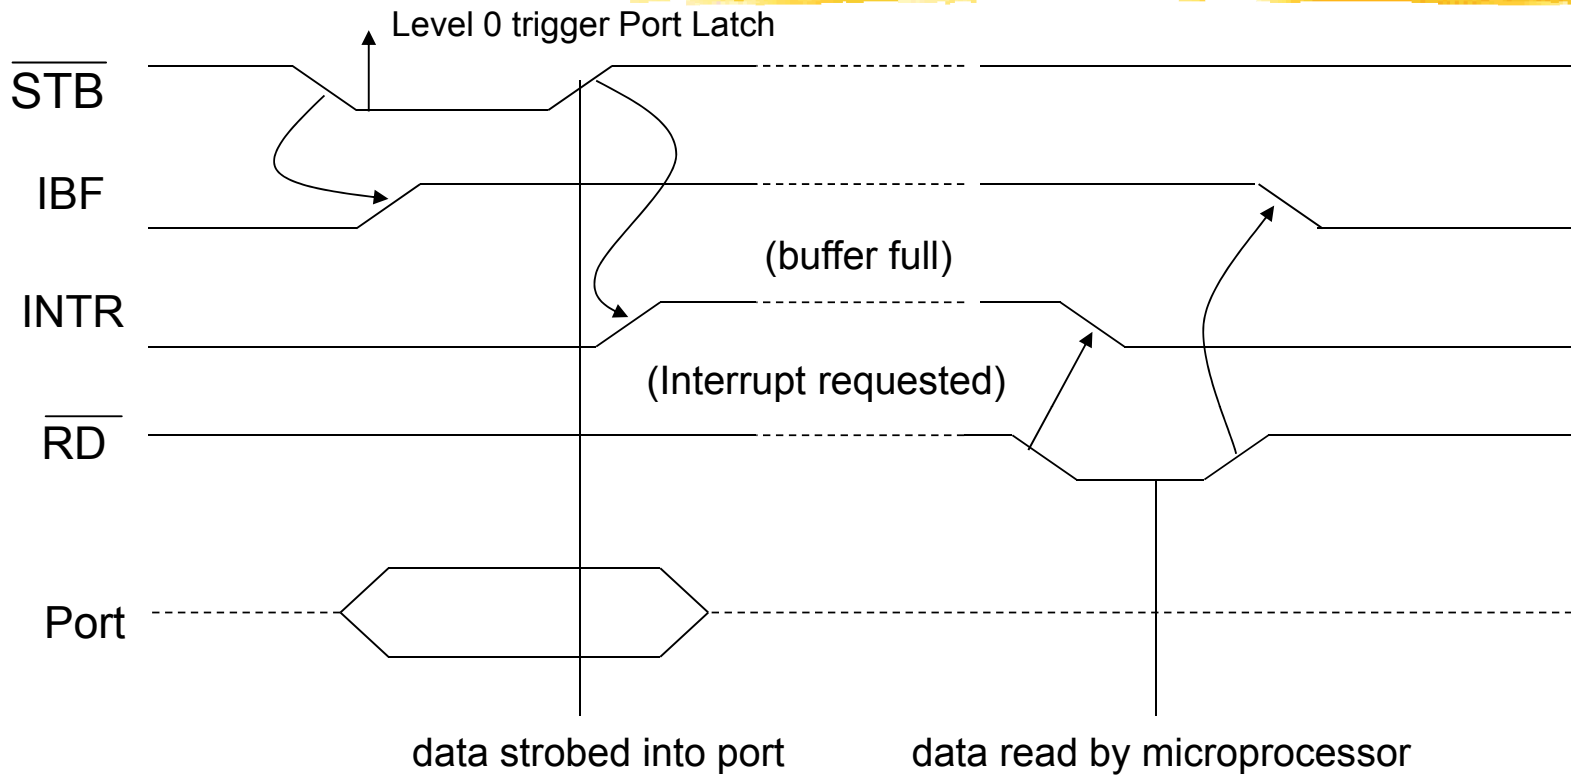 Level 0 trigger Port Latch
STB
IBF
(buffer full)
INTR
(Interrupt requested)
RD
Port
data strobed into port
data read by microprocessor